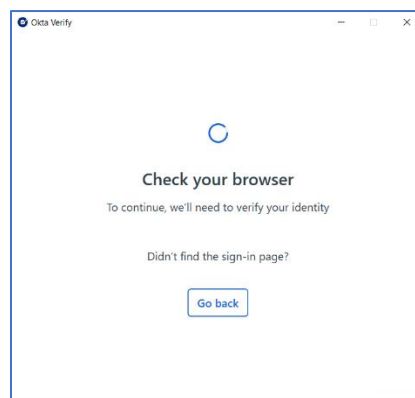 Okta Verify
Check your browser
To continue, we'll need to verify your identity
Didn't find the sign-in page?
Go back